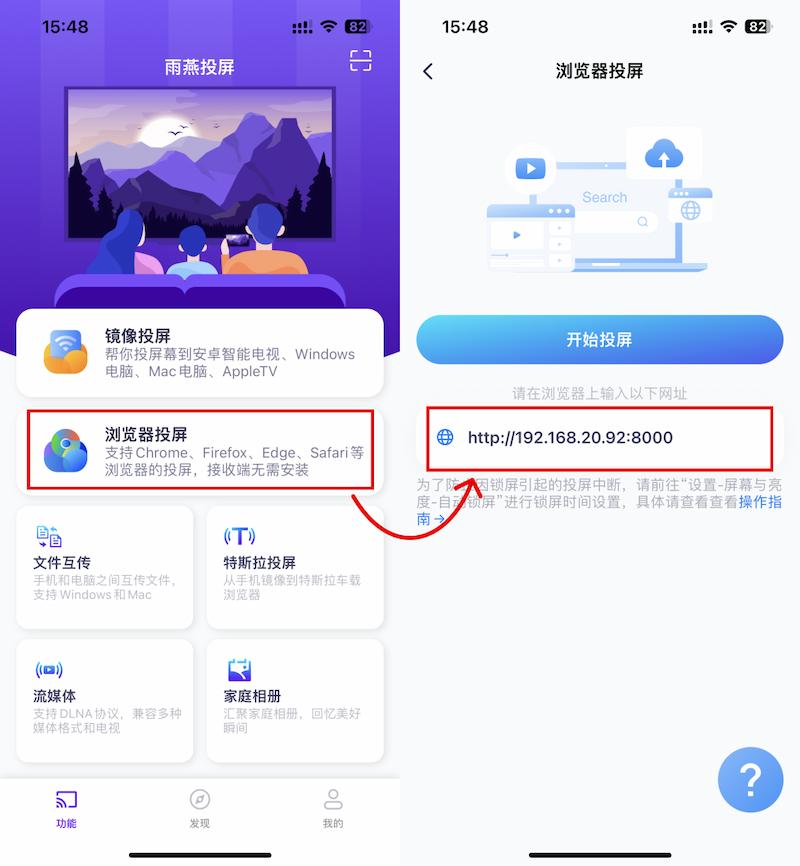 15:48
82
雨燕投屏
镜像投屏
帮你投屏幕到安卓智能电视、Windows
电脑、Mac电脑、AppleTV
浏览器投屏
支持Chrome、Firefox、Edge、Safari等
浏览器的投屏，接收端无需安装
文件互传
手机和电脑之间互传文件，
支持Windows和Mac
特斯拉投屏
从手机镜像到特斯拉车载
浏览器
流媒体
支持DLNA协议，兼容多种
媒体格式和电视
家庭相册
汇聚家庭相册，回忆美好
瞬间
功能
发现
我的
15:48
82
浏览器投屏
Search
开始投屏
请在浏览器上输入以下网址
http://192.168.20.92:8000
为了防止因锁屏引起的投屏中断，请前往“设置-屏幕与亮
度-自动锁屏”进行锁屏时间设置，具体请查看查看操作指
南→
?